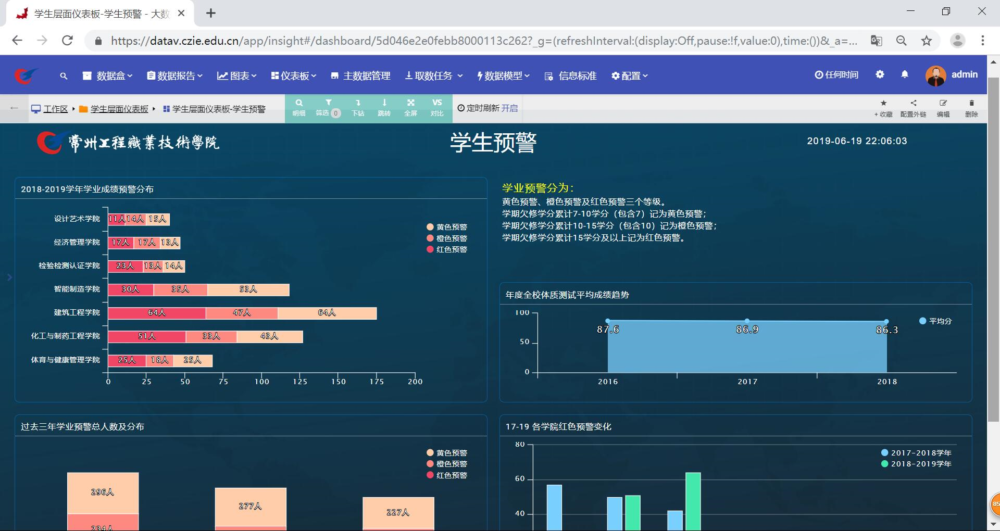 学生层面仪表板-学生预警 - 大数
https://datav.czie.edu.cn/app/insight#/dashboard/5d046e2e0febb8000113c262?_g=(refreshInterval:(display:Off,pause:!f,value:0),time:())&_a=...
数据盒 数据报告 图表 仪表板 主数据管理 取数任务 数据模型 信息标准 配置 任何时间 admin
工作区 学生层面仪表板 学生层面仪表板-学生预警
明细 筛选 0 下钻 跳转 全屏 VS 对比 定时刷新 开启
+ 收藏 配置外链 编辑 删除
常州工程職業技術學院
学生预警
2019-06-19 22:06:03
2018-2019学年学业成绩预警分布
设计艺术学院 11人 14人 15人
经济管理学院 17人 17人 13人
检验检测认证学院 23人 13人 14人
智能制造学院 30人 35人 53人
建筑工程学院 64人 47人 64人
化工与制药工程学院 51人 33人 43人
体育与健康管理学院 25人 18人 25人
0 25 50 75 100 125 150 175 200
黄色预警
橙色预警
红色预警
学业预警分为：
黄色预警、橙色预警及红色预警三个等级。
学期欠修学分累计7-10学分（包含7）记为黄色预警；
学期欠修学分累计10-15学分（包含10）记为橙色预警；
学期欠修学分累计15学分及以上记为红色预警。
年度全校体质测试平均成绩趋势
100
50
0
87.6 86.9 86.3
2016 2017 2018
平均分
过去三年学业预警总人数及分布
黄色预警
橙色预警
红色预警
296人 277人 227人
234人
17-19 各学院红色预警变化
80
60
40
2017-2018学年
2018-2019学年
85